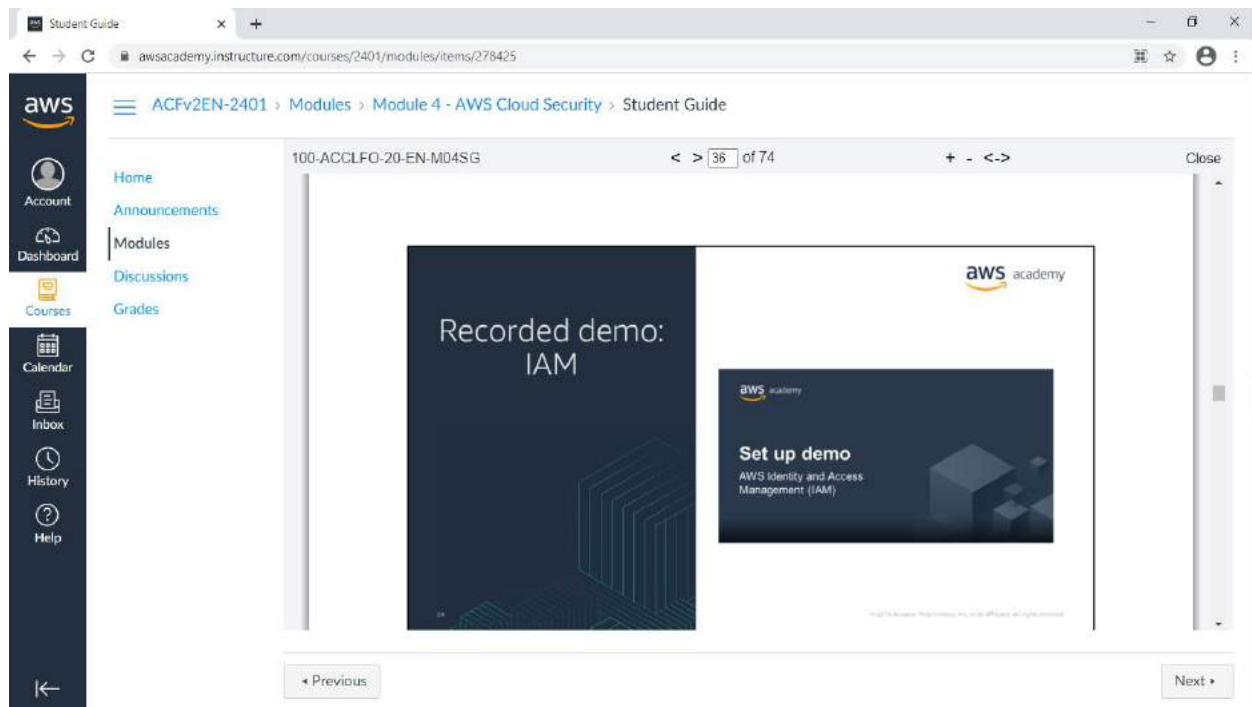 Student Guide
awsacademy.instructure.com/courses/2401/modules/items/278425
aws
ACFv2EN-2401 > Modules > Module 4 - AWS Cloud Security > Student Guide
Account
Dashboard
Courses
Calendar
Inbox
History
Help
Home
Announcements
Modules
Discussions
Grades
100-ACCLFO-20-EN-M04SG
< > 36 of 74
+ - <->
Close
Recorded demo:
IAM
aws academy
aws academy
Set up demo
AWS Identity and Access
Management (IAM)
Previous
Next